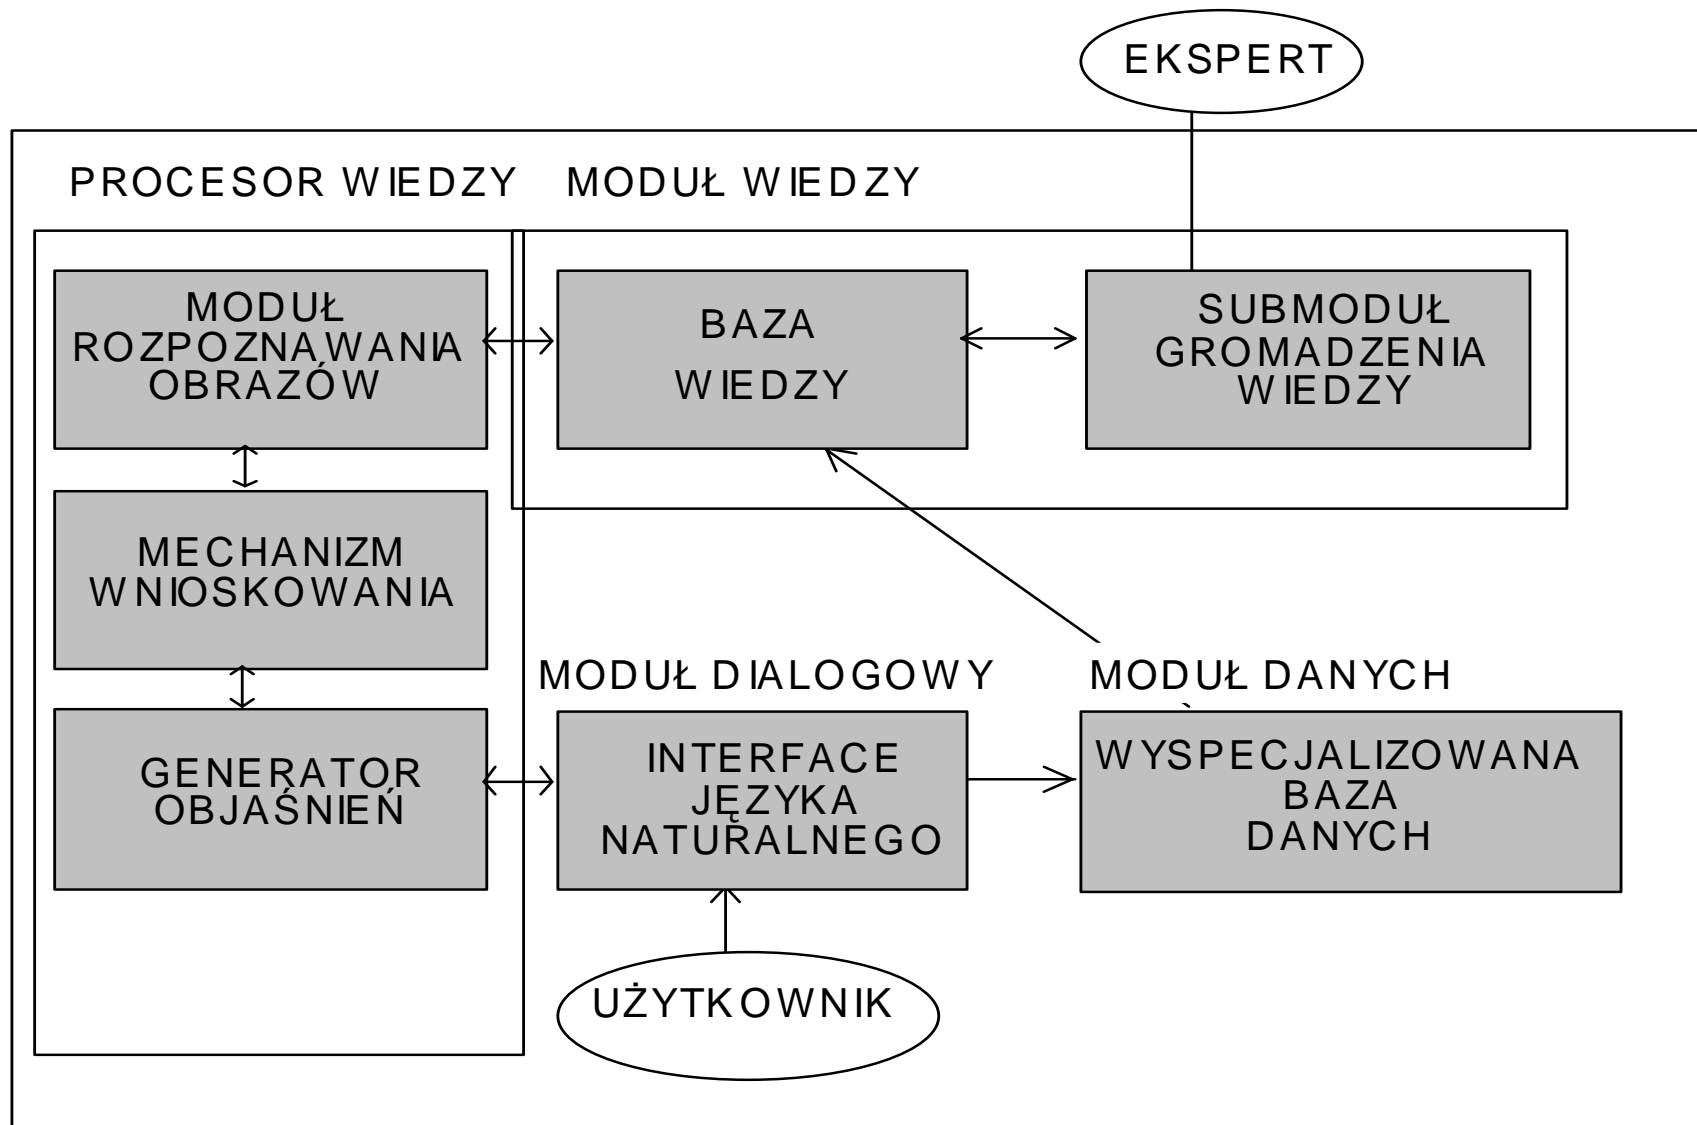 EKSPERT
PROCESOR WIEDZY
MODUŁ WIEDZY
MODUŁ
ROZPOZNAWANIA
OBRAZÓW
BAZA
WIEDZY
SUBMODUŁ
GROMADZENIA
WIEDZY
MECHANIZM
WNIOSKOWANIA
MODUŁ DIALOGOWY
MODUŁ DANYCH
GENERATOR
OBJAŚNIEŃ
INTERFACE
JĘZYKA
NATURALNEGO
WYSPECJALIZOWANA
BAZA
DANYCH
UŻYTKOWNIK